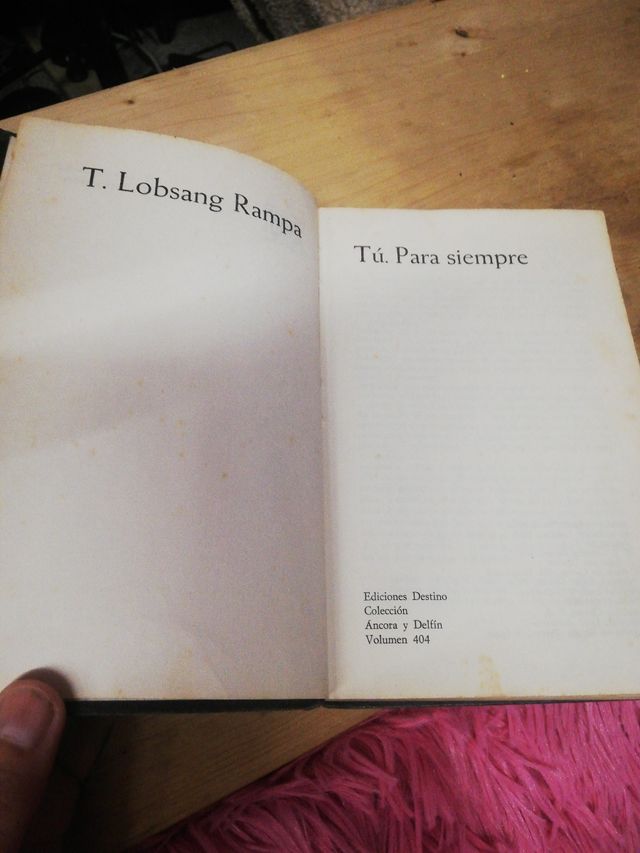 T. Lobsang Rampa
Tú. Para siempre
Ediciones Destino
Colección
Áncora y Delfín
Volumen 404